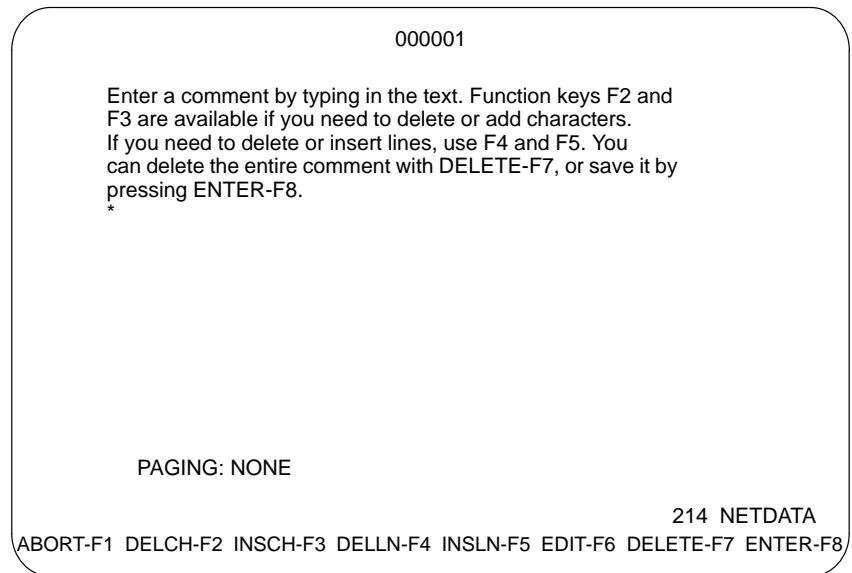 000001
Enter a comment by typing in the text. Function keys F2 and
F3 are available if you need to delete or add characters.
If you need to delete or insert lines, use F4 and F5. You
can delete the entire comment with DELETE-F7, or save it by
pressing ENTER-F8.
*
PAGING: NONE
214 NETDATA
ABORT-F1 DELCH-F2 INSCH-F3 DELLN-F4 INSLN-F5 EDIT-F6 DELETE-F7 ENTER-F8